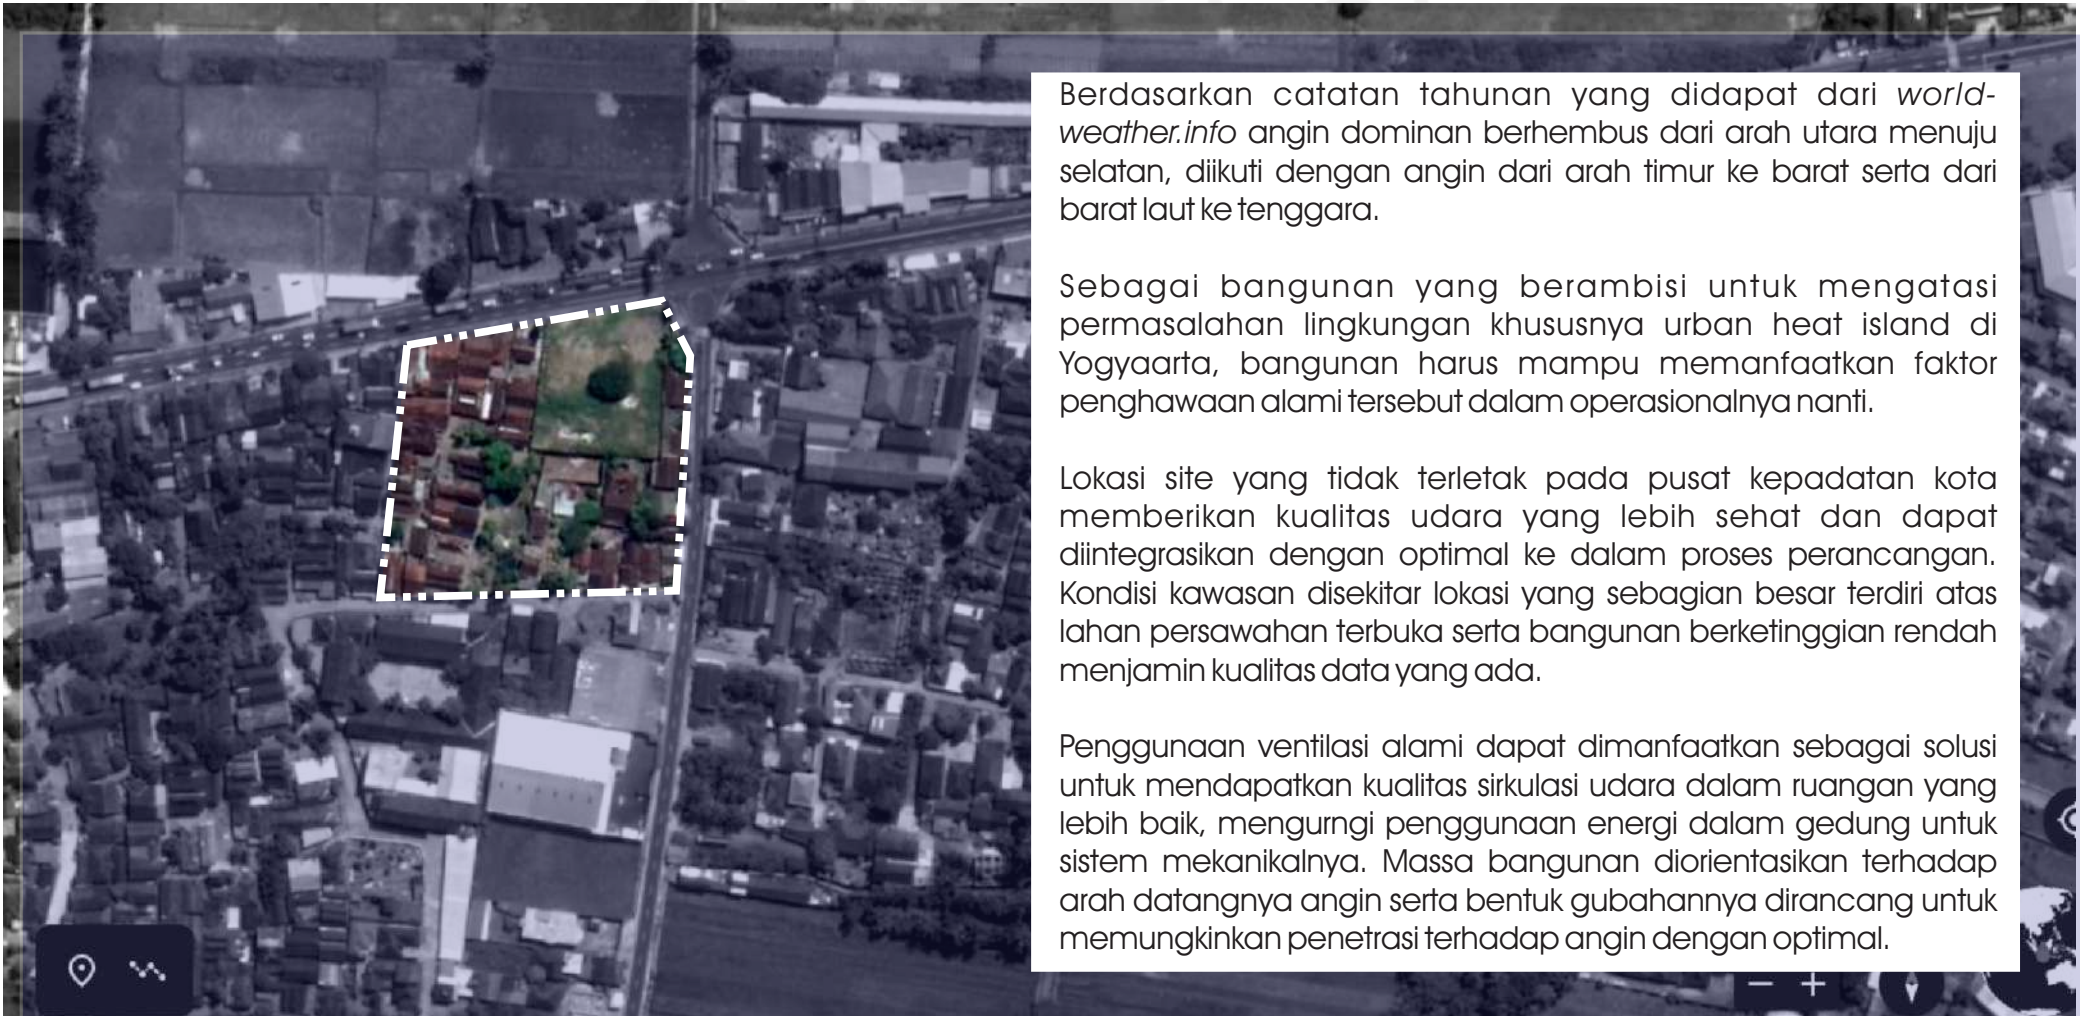 Berdasarkan catatan tahunan yang didapat dari world-
weather.info angin dominan berhembus dari arah utara menuju
selatan, diikuti dengan angin dari arah timur ke barat serta dari
barat laut ke tenggara.
Sebagai bangunan yang berambisi untuk mengatasi
permasalahan lingkungan khususnya urban heat island di
Yogyaarta, bangunan harus mampu memanfaatkan faktor
penghawaan alami tersebut dalam operasionalnya nanti.
Lokasi site yang tidak terletak pada pusat kepadatan kota
memberikan kualitas udara yang lebih sehat dan dapat
diintegrasikan dengan optimal ke dalam proses perancangan.
Kondisi kawasan disekitar lokasi yang sebagian besar terdiri atas
lahan persawahan terbuka serta bangunan berketinggian rendah
menjamin kualitas data yang ada.
Penggunaan ventilasi alami dapat dimanfaatkan sebagai solusi
untuk mendapatkan kualitas sirkulasi udara dalam ruangan yang
lebih baik, mengurngi penggunaan energi dalam gedung untuk
sistem mekanikalnya. Massa bangunan diorientasikan terhadap
arah datangnya angin serta bentuk gubahannya dirancang untuk
memungkinkan penetrasi terhadap angin dengan optimal.